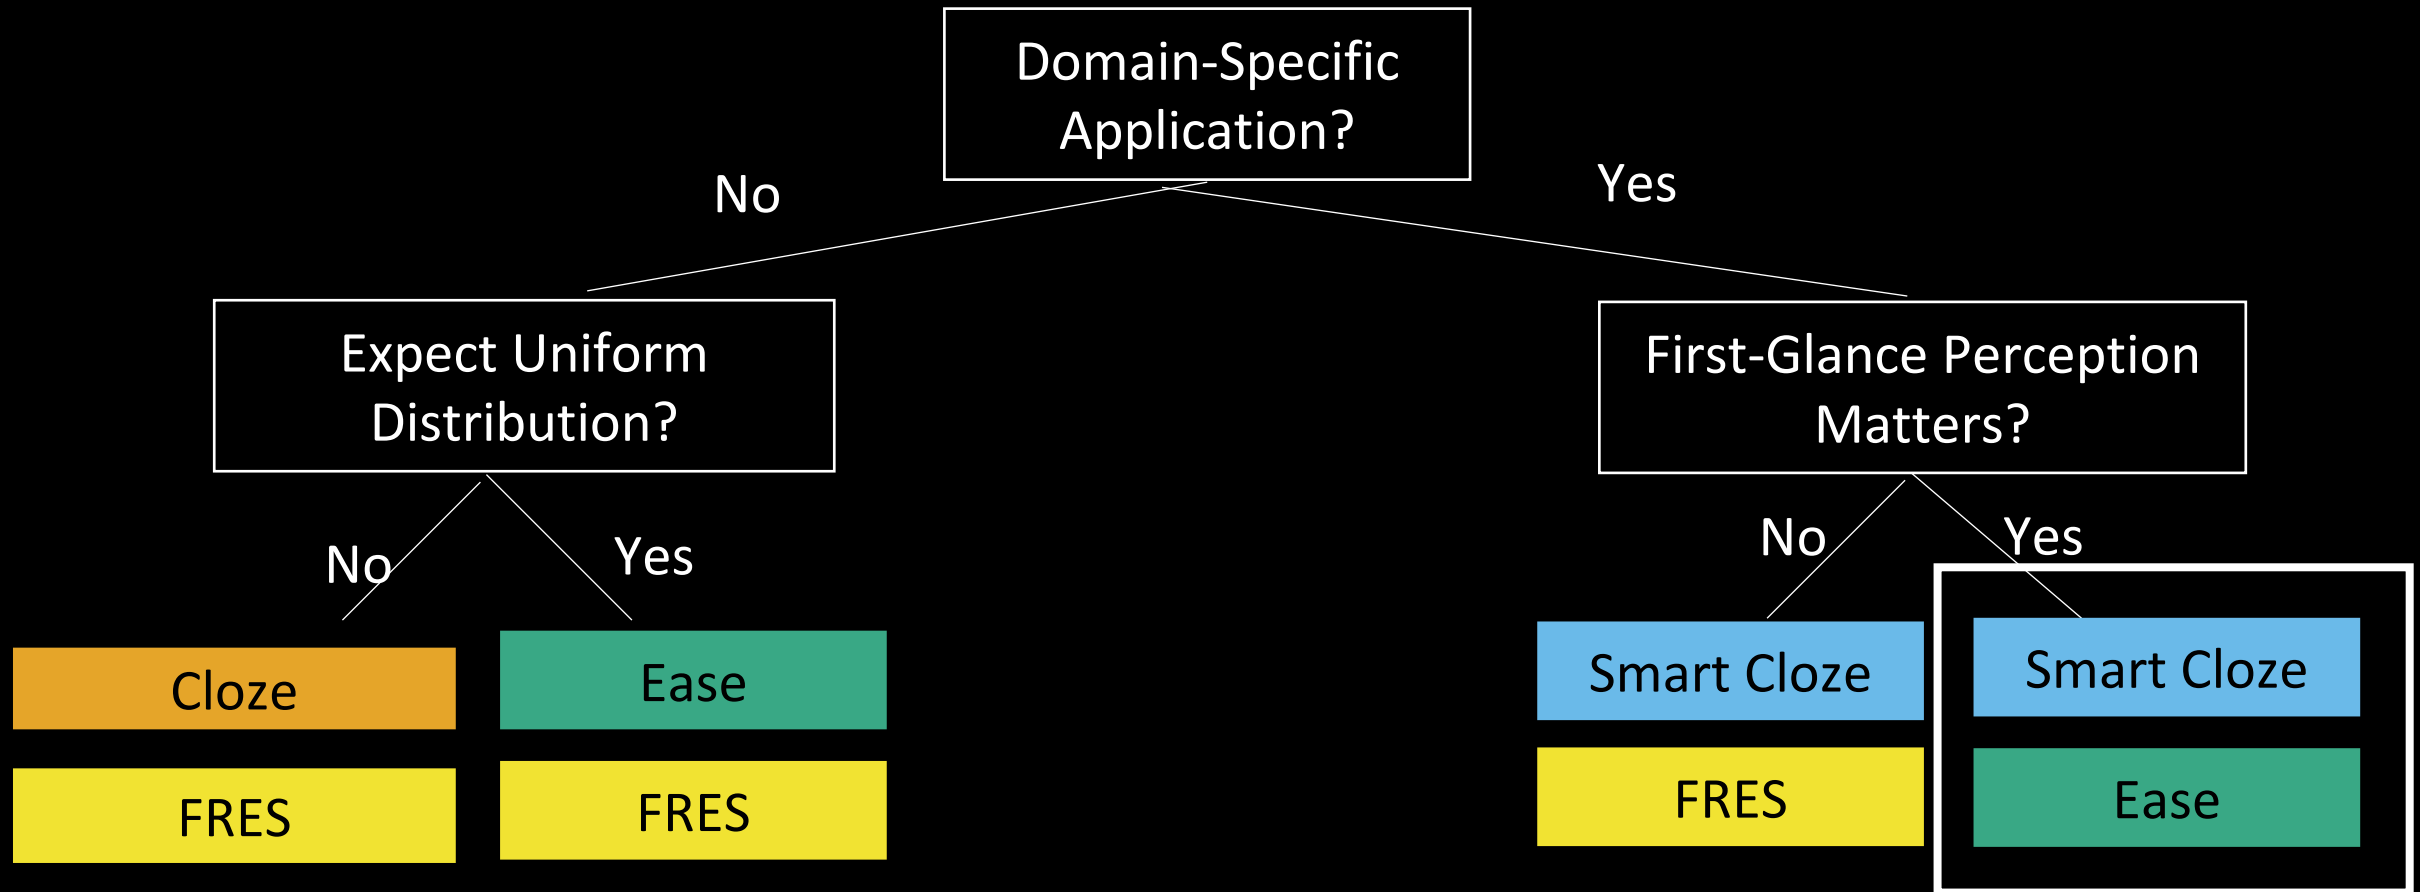 Domain-Specific
Application?
No
Yes
Expect Uniform
Distribution?
First-Glance Perception
Matters?
No
Yes
No
Yes
Cloze
Ease
Smart Cloze
Smart Cloze
FRES
FRES
FRES
Ease